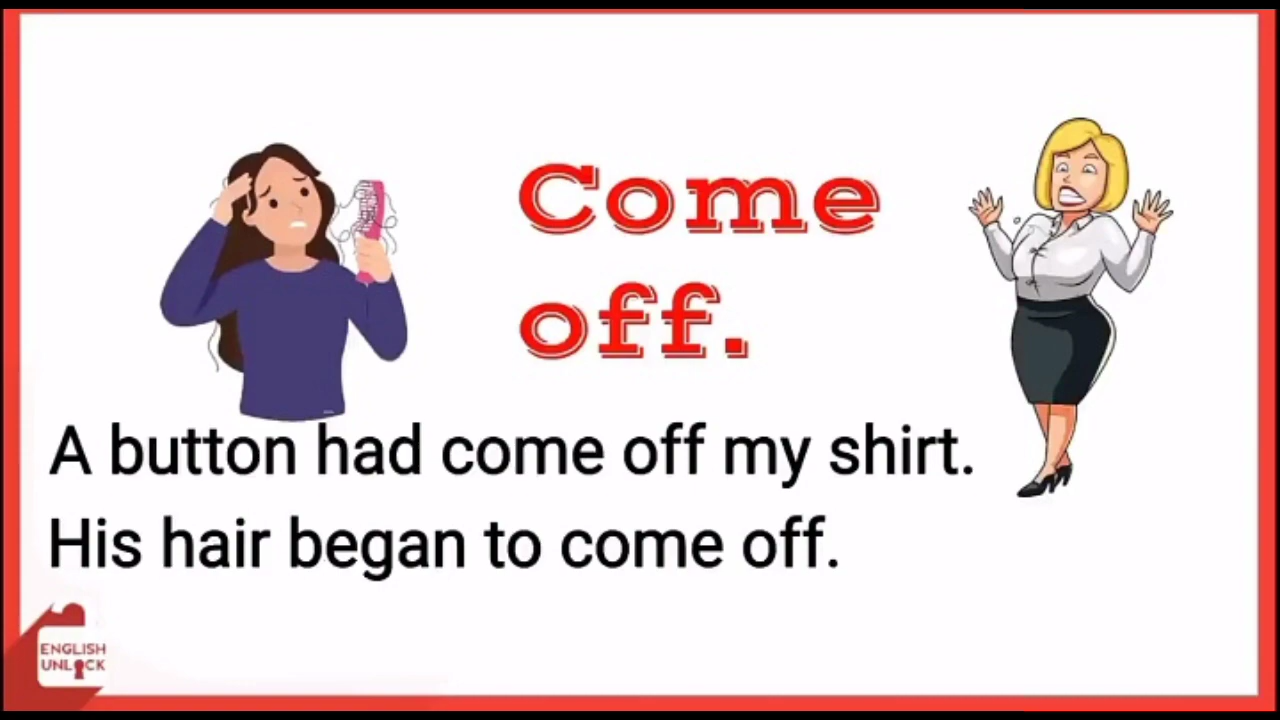 Come
off.
A button had come off my shirt.
His hair began to come off.
ENGLISH
UNLOCK